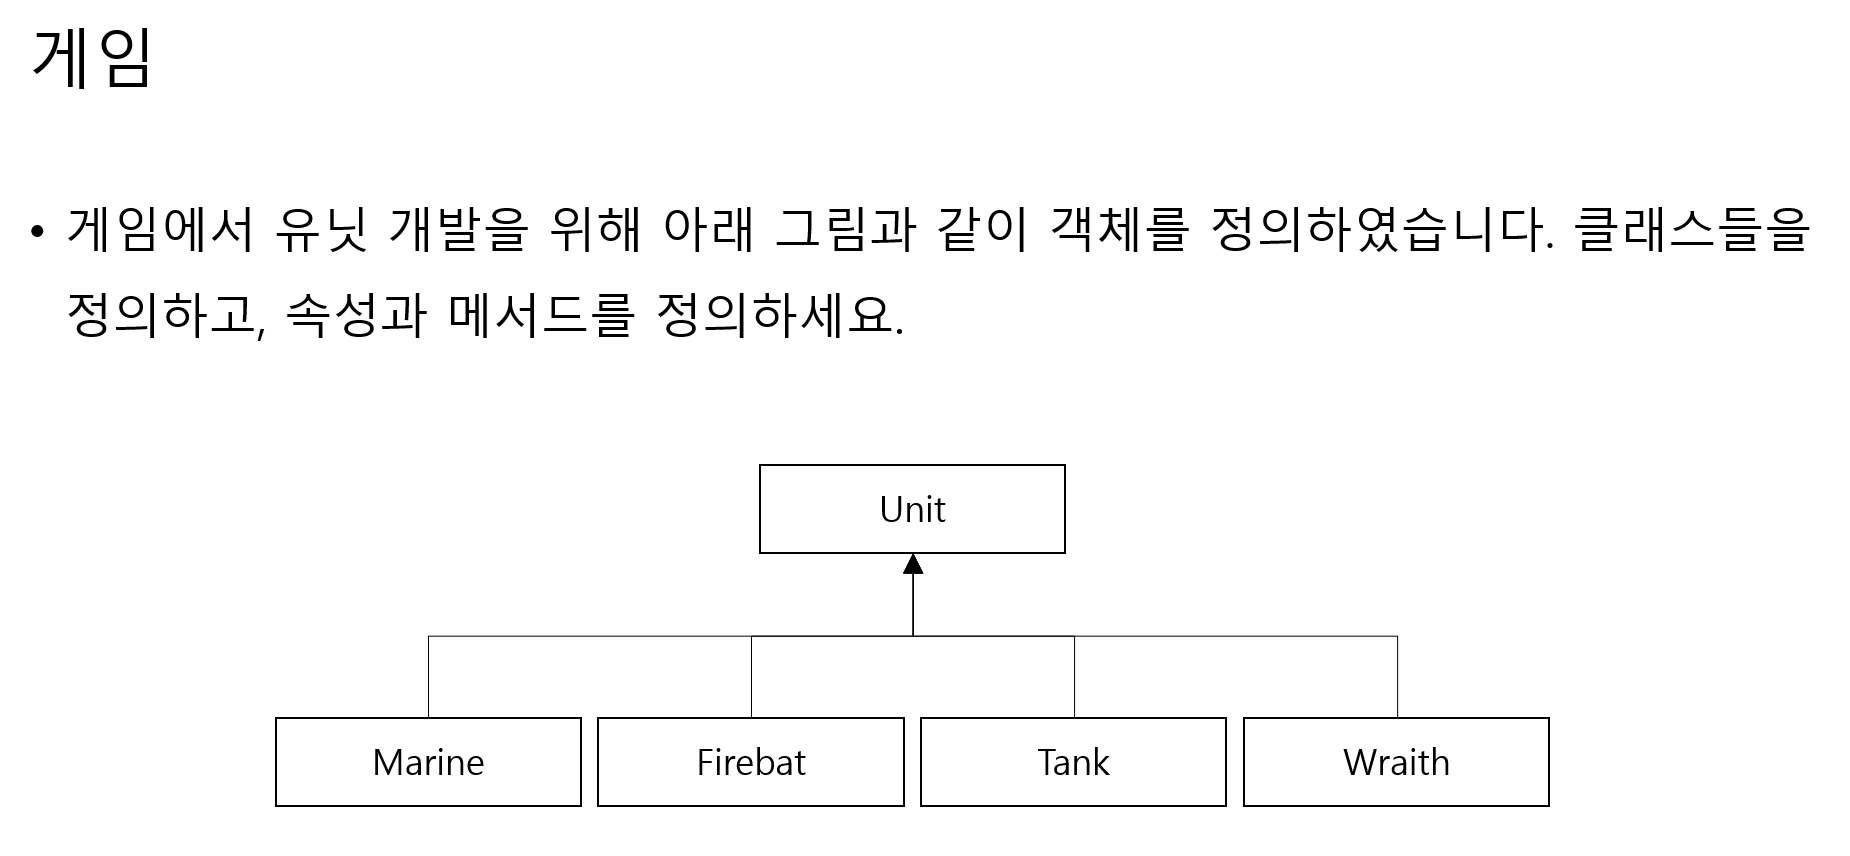 게임
• 게임에서 유닛 개발을 위해 아래 그림과 같이 객체를 정의하였습니다. 클래스들을
정의하고, 속성과 메서드를 정의하세요.
Unit
Marine
Firebat
Tank
Wraith